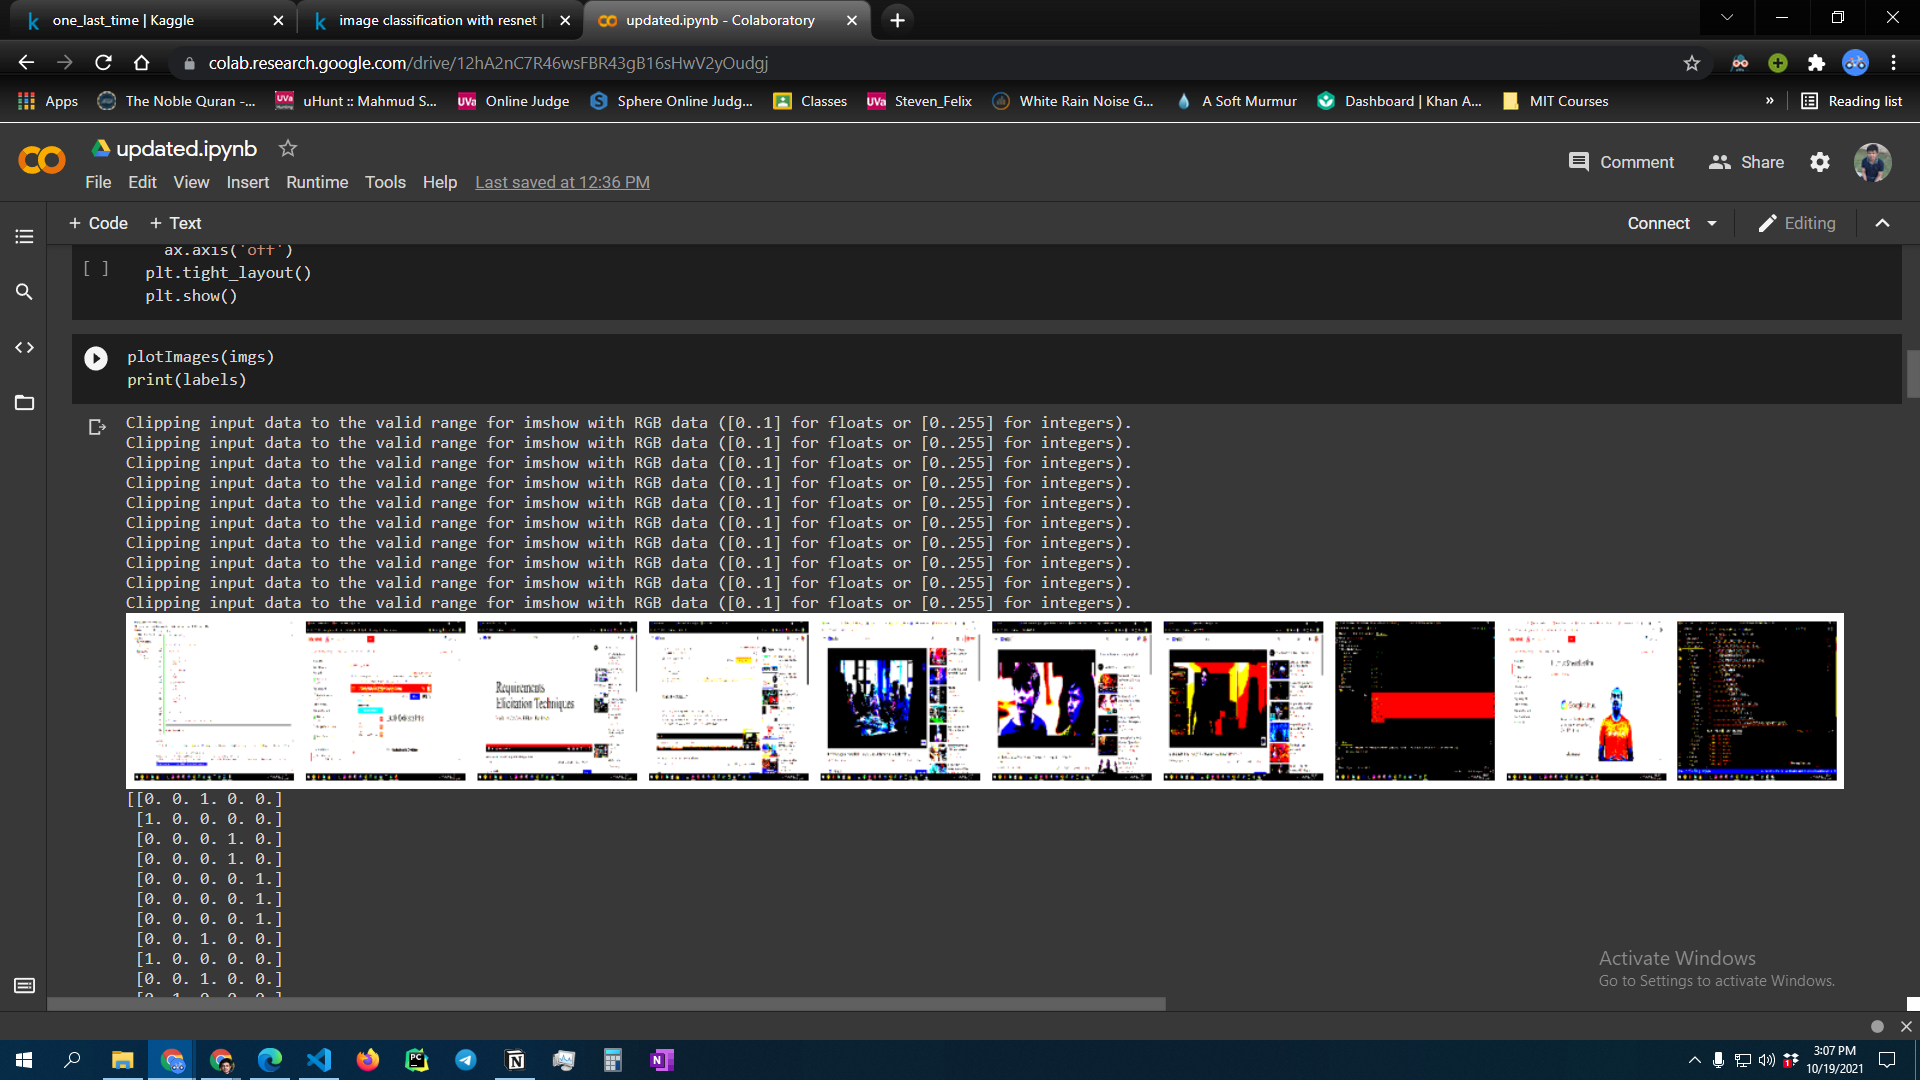 one_last_time | Kaggle
image classification with resnet |
updated.ipynb - Colaboratory
colab.research.google.com/drive/12hA2nC7R46wsFBR43gB16sHwV2yOudgj
Apps
The Noble Quran -...
uHunt :: Mahmud S...
Online Judge
Sphere Online Judg...
Classes
Steven_Felix
White Rain Noise G...
A Soft Murmur
Dashboard | Khan A...
MIT Courses
»
Reading list
updated.ipynb
Comment
Share
File Edit View Insert Runtime Tools Help Last saved at 12:36 PM
+ Code + Text
Connect
Editing
ax.axis('off')
[ ] plt.tight_layout()
plt.show()
plotImages(imgs)
print(labels)
Clipping input data to the valid range for imshow with RGB data ([0..1] for floats or [0..255] for integers).
Clipping input data to the valid range for imshow with RGB data ([0..1] for floats or [0..255] for integers).
Clipping input data to the valid range for imshow with RGB data ([0..1] for floats or [0..255] for integers).
Clipping input data to the valid range for imshow with RGB data ([0..1] for floats or [0..255] for integers).
Clipping input data to the valid range for imshow with RGB data ([0..1] for floats or [0..255] for integers).
Clipping input data to the valid range for imshow with RGB data ([0..1] for floats or [0..255] for integers).
Clipping input data to the valid range for imshow with RGB data ([0..1] for floats or [0..255] for integers).
Clipping input data to the valid range for imshow with RGB data ([0..1] for floats or [0..255] for integers).
Clipping input data to the valid range for imshow with RGB data ([0..1] for floats or [0..255] for integers).
Clipping input data to the valid range for imshow with RGB data ([0..1] for floats or [0..255] for integers).
Requirements
Elicitation Techniques
[[0. 0. 1. 0. 0.]
[1. 0. 0. 0. 0.]
[0. 0. 0. 1. 0.]
[0. 0. 0. 1. 0.]
[0. 0. 0. 0. 1.]
[0. 0. 0. 0. 1.]
[0. 0. 0. 0. 1.]
[0. 0. 1. 0. 0.]
[1. 0. 0. 0. 0.]
[0. 0. 1. 0. 0.]
Activate Windows
Go to Settings to activate Windows.
3:07 PM
10/19/2021